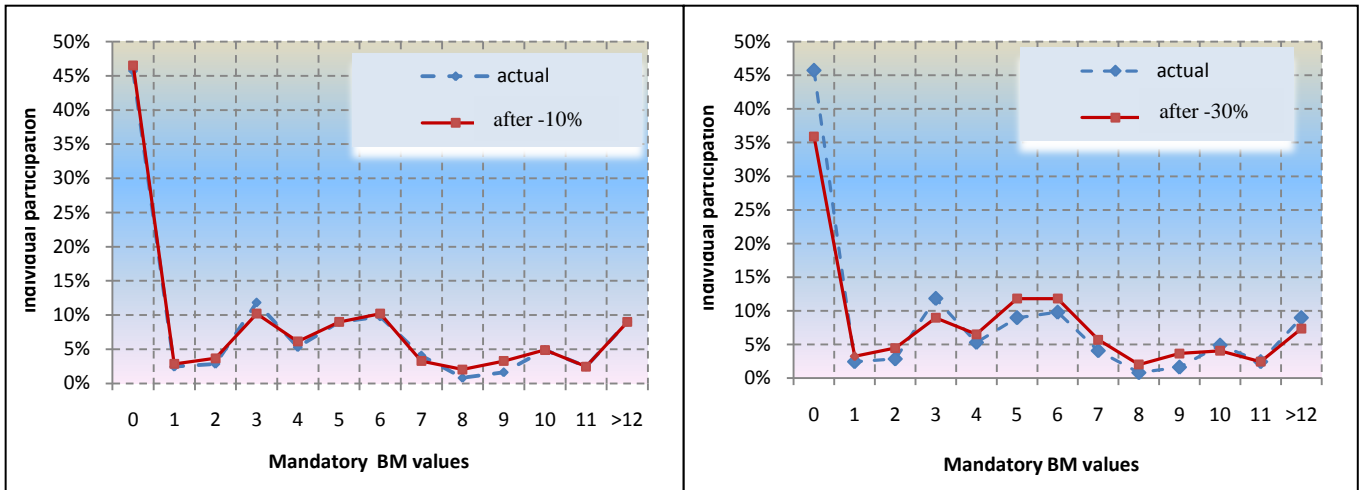 50%
45%
40%
35%
30%
25%
20%
15%
10%
5%
0%
Individual participation
actual
after -10%
0 1 2 3 4 5 6 7 8 9 10 11 >12
Mandatory BM values
50%
45%
40%
35%
30%
25%
20%
15%
10%
5%
0%
Individual participation
actual
after -30%
0 1 2 3 4 5 6 7 8 9 10 11 >12
Mandatory BM values